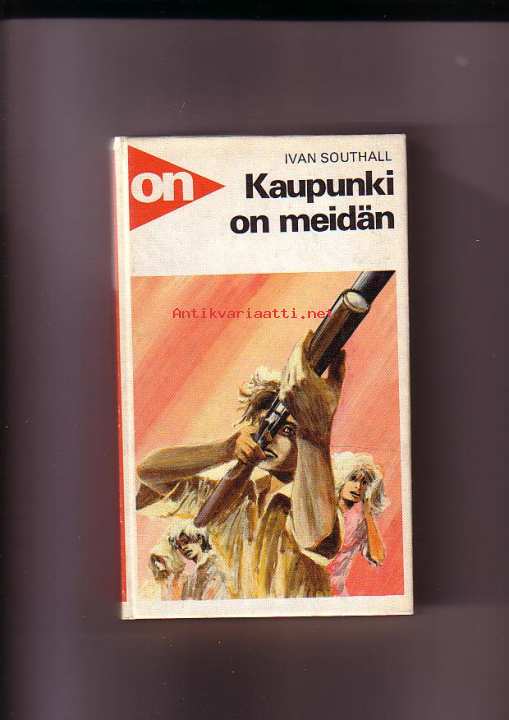 IVAN SOUTHALL
on
Kaupunki
on meidän
Antikvariaatti.net